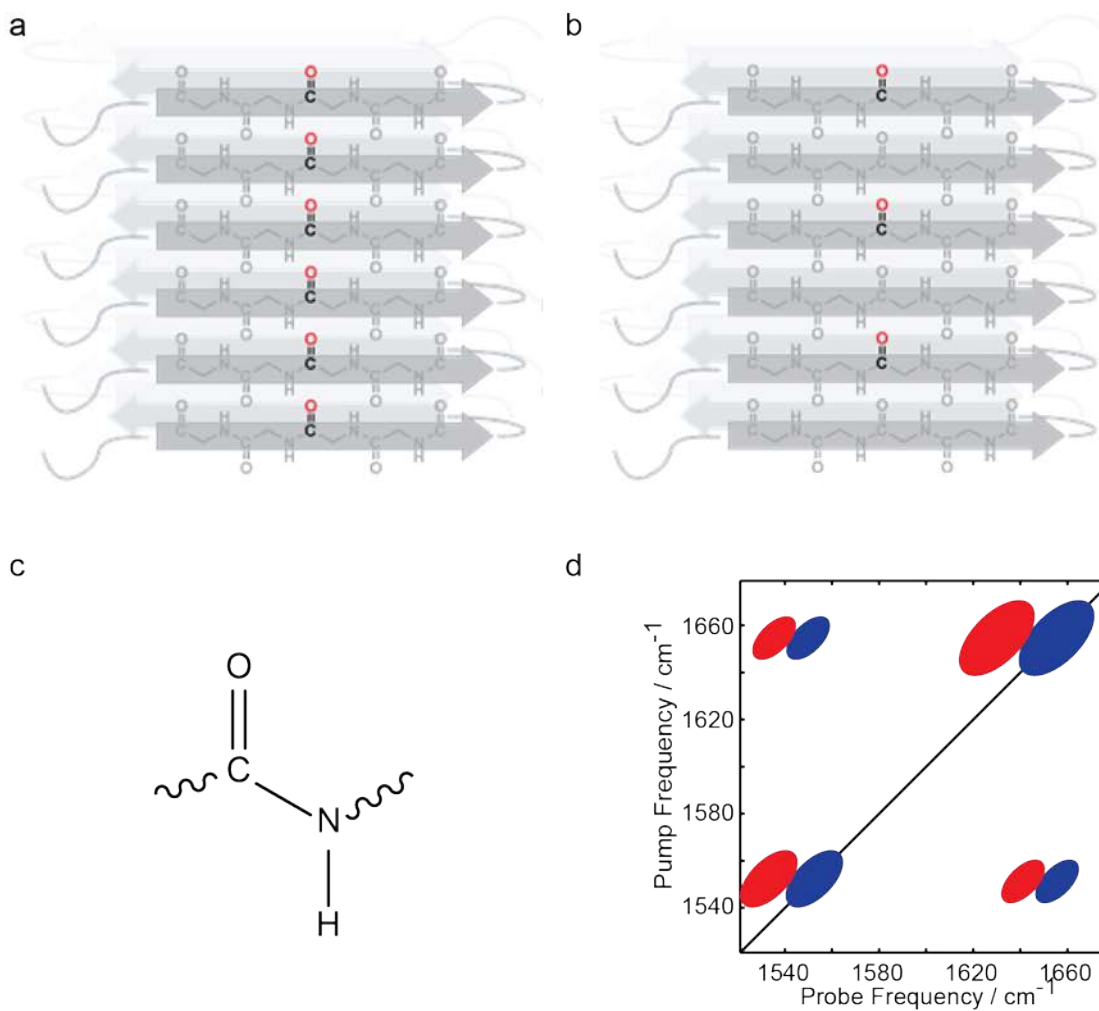 a
O H O H O
C N C N C
C N C N
O H O H
O H O H O
C N C N C
C N C N
O H O H
O H O H O
C N C N C
C N C N
O H O H
O H O H O
C N C N C
C N C N
O H O H
O H O H O
C N C N C
C N C N
O H O H
O H O H O
C N C N C
C N C N
O H O H
b
O H O H O
C N C N C
C N C N
O H O H
O H O H O
C N C N C
C N C N
O H O H
O H O H O
C N C N C
C N C N
O H O H
O H O H O
C N C N C
C N C N
O H O H
O H O H O
C N C N C
C N C N
O H O H
O H O H O
C N C N C
C N C N
O H O H
c
O
C
N
H
d
Pump Frequency / cm-1
1660
1620
1580
1540
1540 1580 1620 1660
Probe Frequency / cm-1